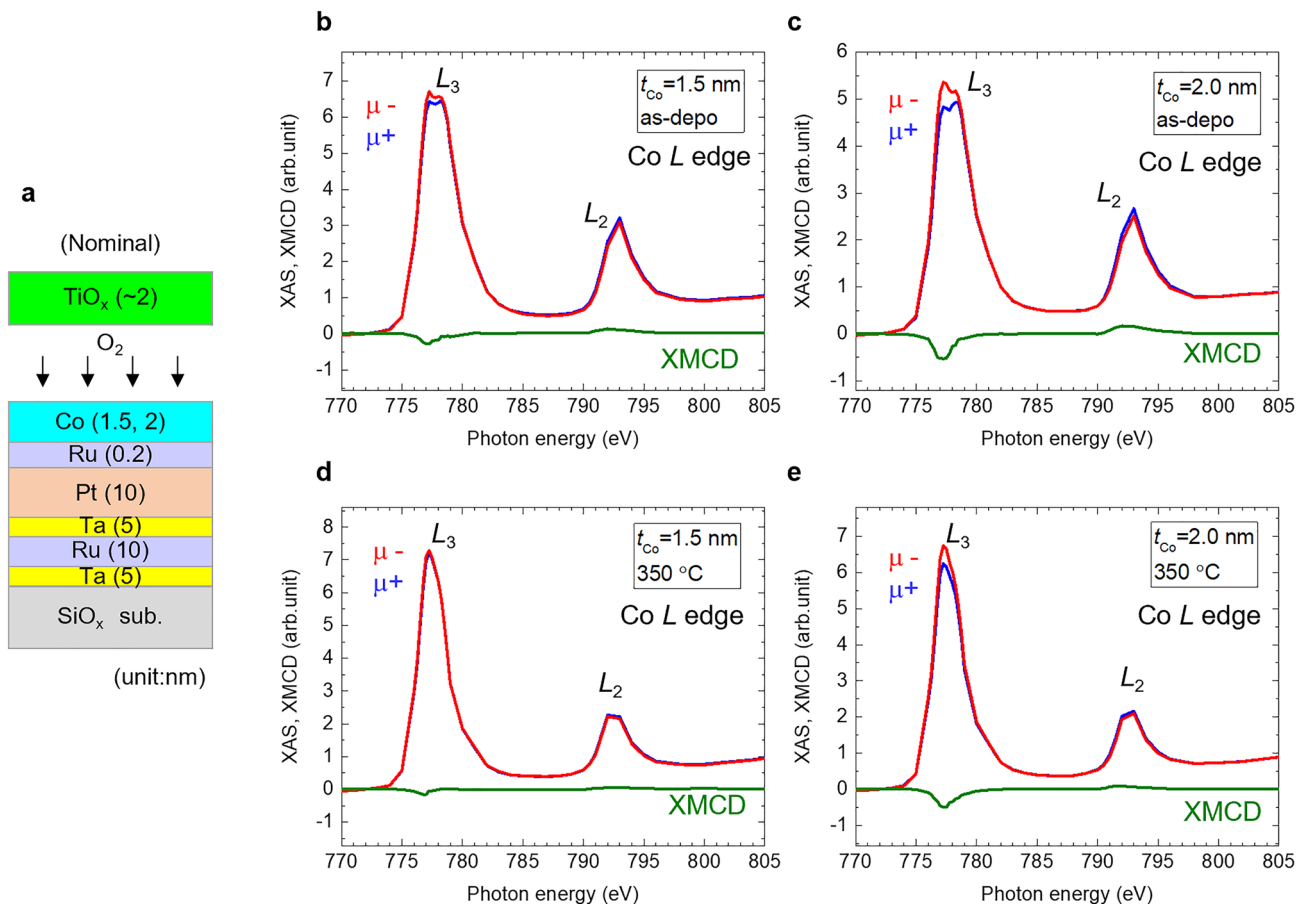 a
(Nominal)
TiOx (~2)
O2
Co (1.5, 2)
Ru (0.2)
Pt (10)
Ta (5)
Ru (10)
Ta (5)
SiOx sub.
(unit:nm)
b
XAS, XMCD (arb.unit)
7
6
5
4
3
2
1
0
-1
L3
μ -
μ+
tCo=1.5 nm
as-depo
Co L edge
L2
XMCD
770 775 780 785 790 795 800 805
Photon energy (eV)
c
XAS, XMCD (arb.unit)
6
5
4
3
2
1
0
-1
L3
μ -
μ+
tCo=2.0 nm
as-depo
Co L edge
L2
XMCD
770 775 780 785 790 795 800 805
Photon energy (eV)
d
XAS, XMCD (arb.unit)
8
7
6
5
4
3
2
1
0
-1
L3
μ -
μ+
tCo=1.5 nm
350 °C
Co L edge
L2
XMCD
770 775 780 785 790 795 800 805
Photon energy (eV)
e
XAS, XMCD (arb.unit)
7
6
5
4
3
2
1
0
-1
L3
μ -
μ+
tCo=2.0 nm
350 °C
Co L edge
L2
XMCD
770 775 780 785 790 795 800 805
Photon energy (eV)